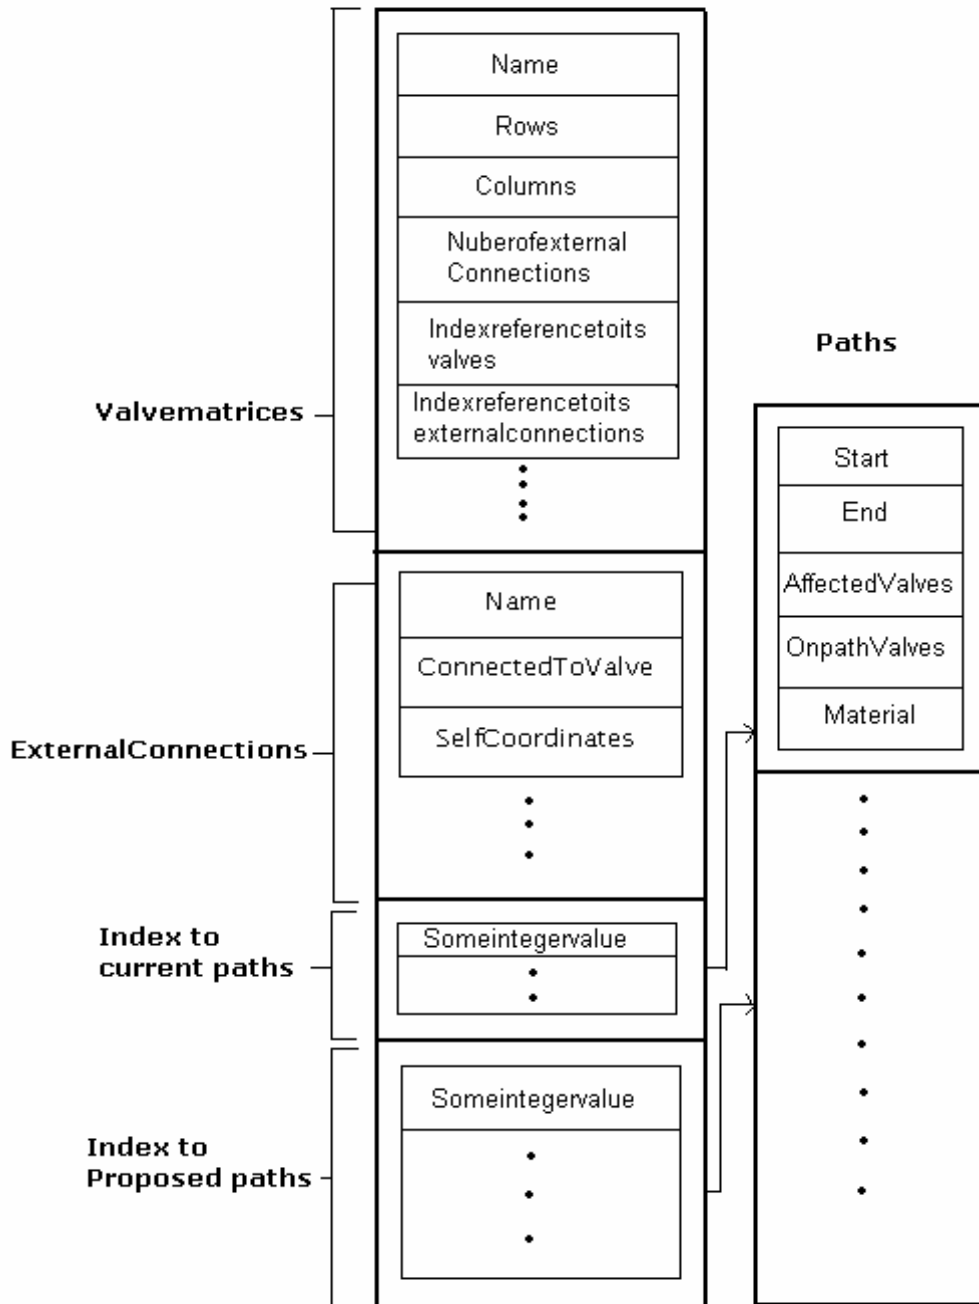 Valvematrices
Name
Rows
Columns
Nuberofexternal
Connections
Indexreferencetoits
valves
Indexreferencetoits
externalconnections
ExternalConnections
Name
ConnectedToValve
SelfCoordinates
Index to
current paths
Someintegervalue
Index to
Proposed paths
Someintegervalue
Paths
Start
End
AffectedValves
OnpathValves
Material